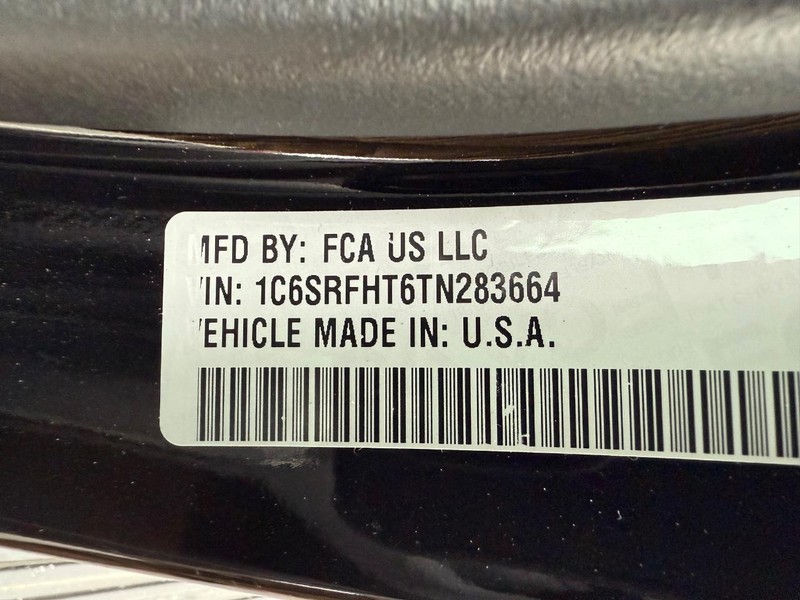 MFD BY: FCA US LLC
VIN: 1C6SRFHT6TN283664
VEHICLE MADE IN: U.S.A.